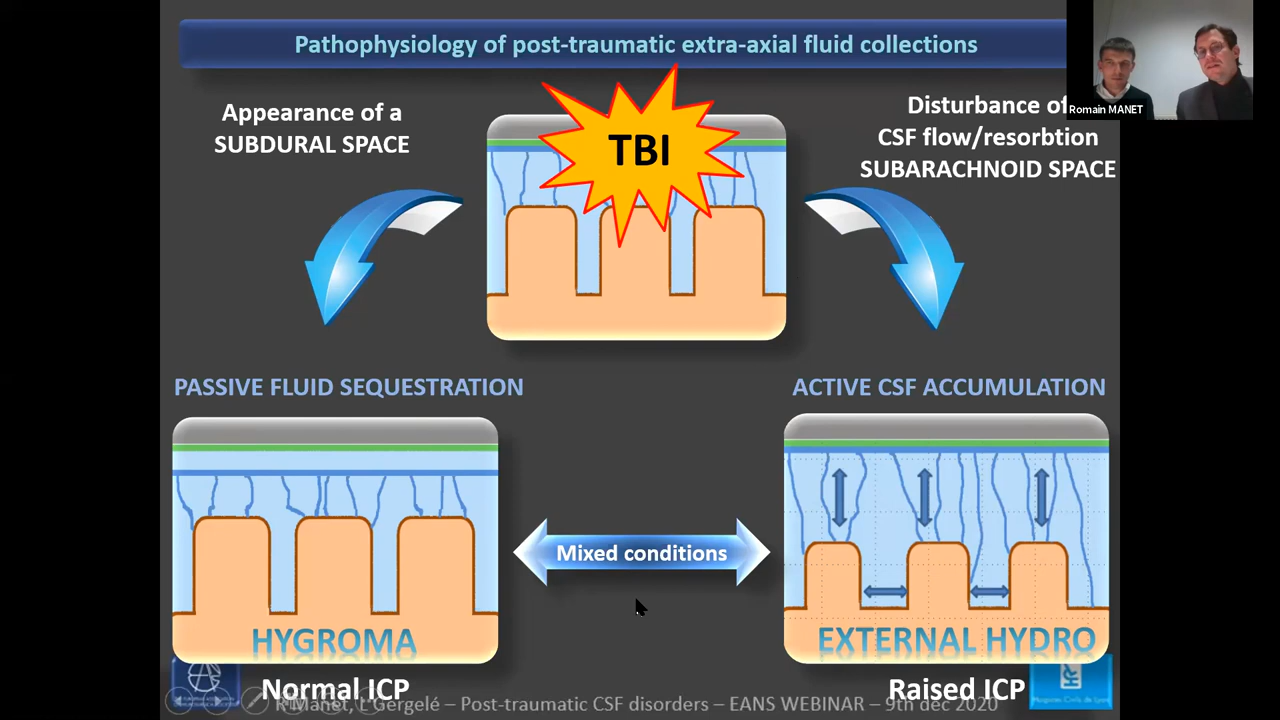 Pathophysiology of post-traumatic extra-axial fluid collections
Romain MANET
Appearance of a
SUBDURAL SPACE
TBI
Disturbance of
CSF flow/resorbtion
SUBARACHNOID SPACE
PASSIVE FLUID SEQUESTRATION
ACTIVE CSF ACCUMULATION
Mixed conditions
HYGROMA
EXTERNAL HYDRO
Normal ICP
Raised ICP
R Manet, L Gergelé – Post-traumatic CSF disorders – EANS WEBINAR – 9th dec 2020